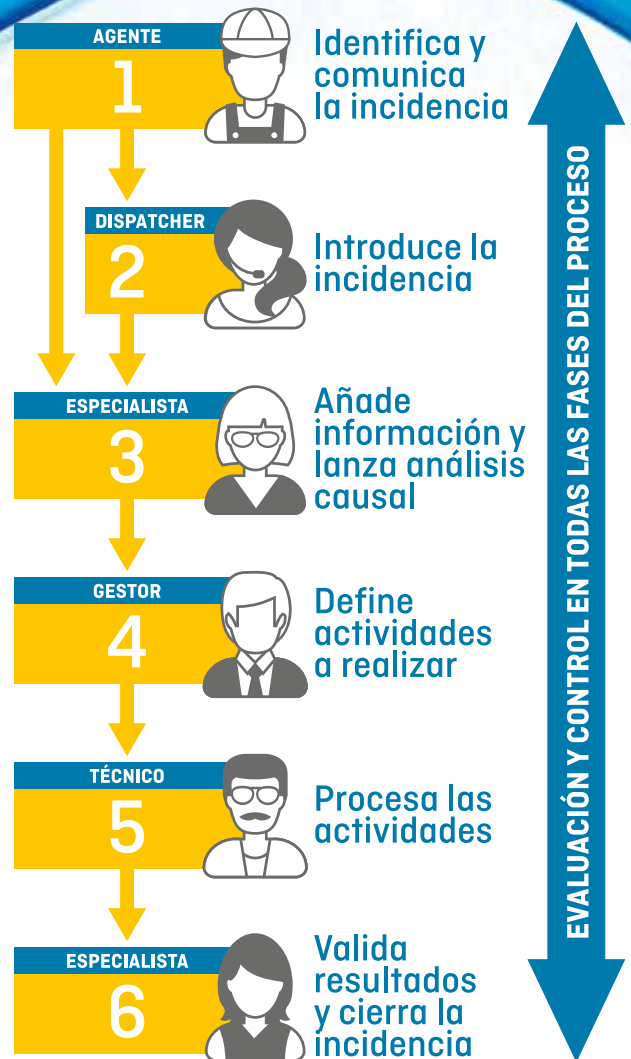 AGENTE
1
Identifica y
comunica
la incidencia
DISPATCHER
2
Introduce la
incidencia
ESPECIALISTA
3
Añade
información y
lanza análisis
causal
GESTOR
4
Define
actividades
a realizar
TÉCNICO
5
Procesa las
actividades
ESPECIALISTA
6
Valida
resultados
y cierra la
incidencia
EVALUACIÓN Y CONTROL EN TODAS LAS FASES DEL PROCESO